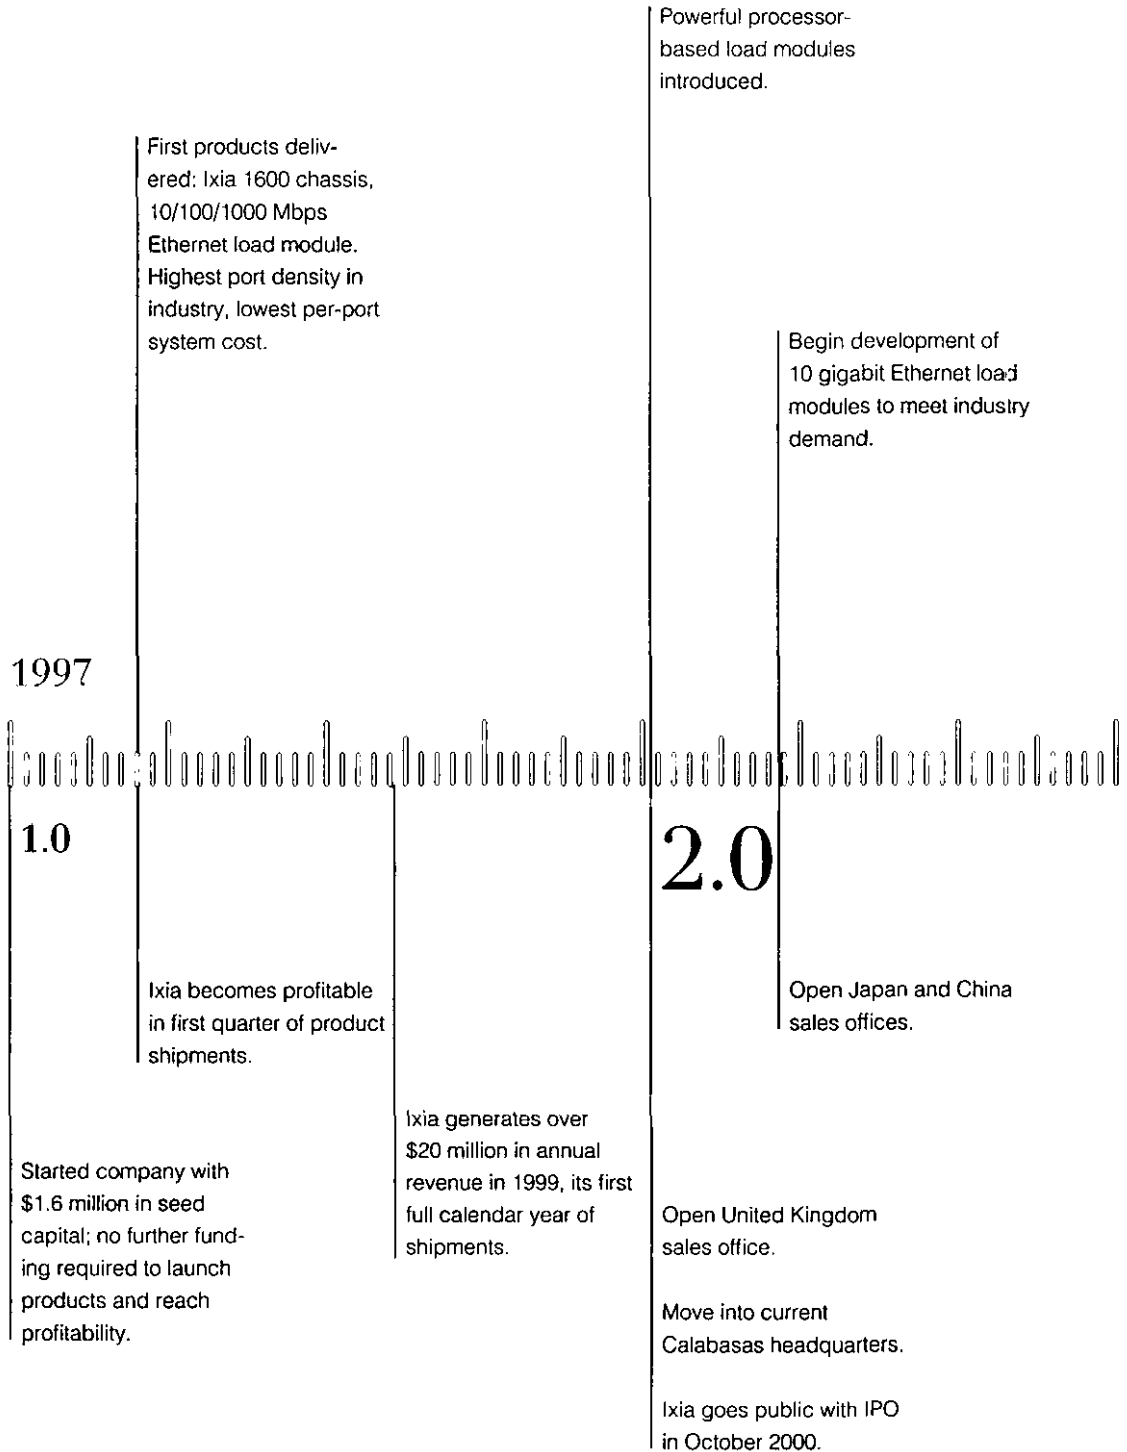 Powerful processor-
based load modules
introduced.
First products deliv-
ered: Ixia 1600 chassis,
10/100/1000 Mbps
Ethernet load module.
Highest port density in
industry, lowest per-port
system cost.
Begin development of
10 gigabit Ethernet load
modules to meet industry
demand.
1997
1.0
2.0
Ixia becomes profitable
in first quarter of product
shipments.
Open Japan and China
sales offices.
Ixia generates over
$20 million in annual
revenue in 1999, its first
full calendar year of
shipments.
Started company with
$1.6 million in seed
capital; no further fund-
ing required to launch
products and reach
profitability.
Open United Kingdom
sales office.
Move into current
Calabasas headquarters.
Ixia goes public with IPO
in October 2000.